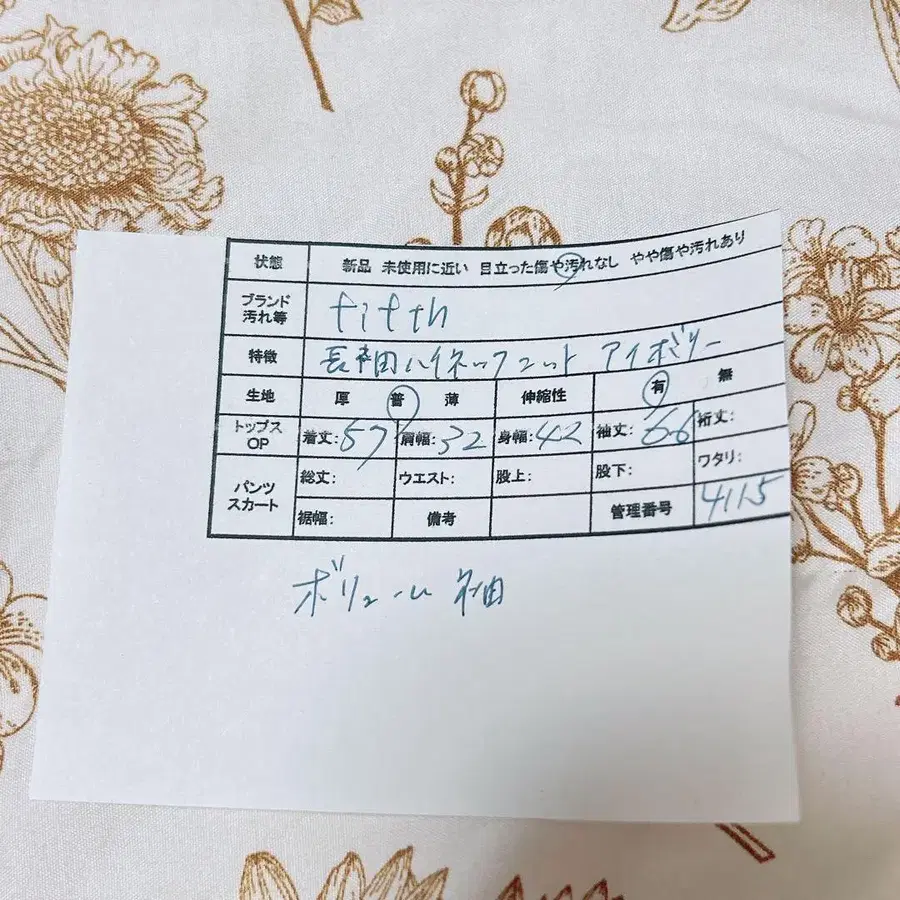 状態 新品 未使用に近い 目立った傷や汚れなし やや傷や汚れあり
ブランド
汚れ等 fifth
特徴 長袖ハイネックニット アイボリー
生地 厚 普 薄 伸縮性 有 無
トップス
OP 着丈:57 肩幅:32 身幅:42 袖丈:66 裄丈:
パンツ
スカート 総丈: ウエスト: 股上: 股下: ワタリ:
裾幅: 備考 管理番号 4115
ボリューム袖